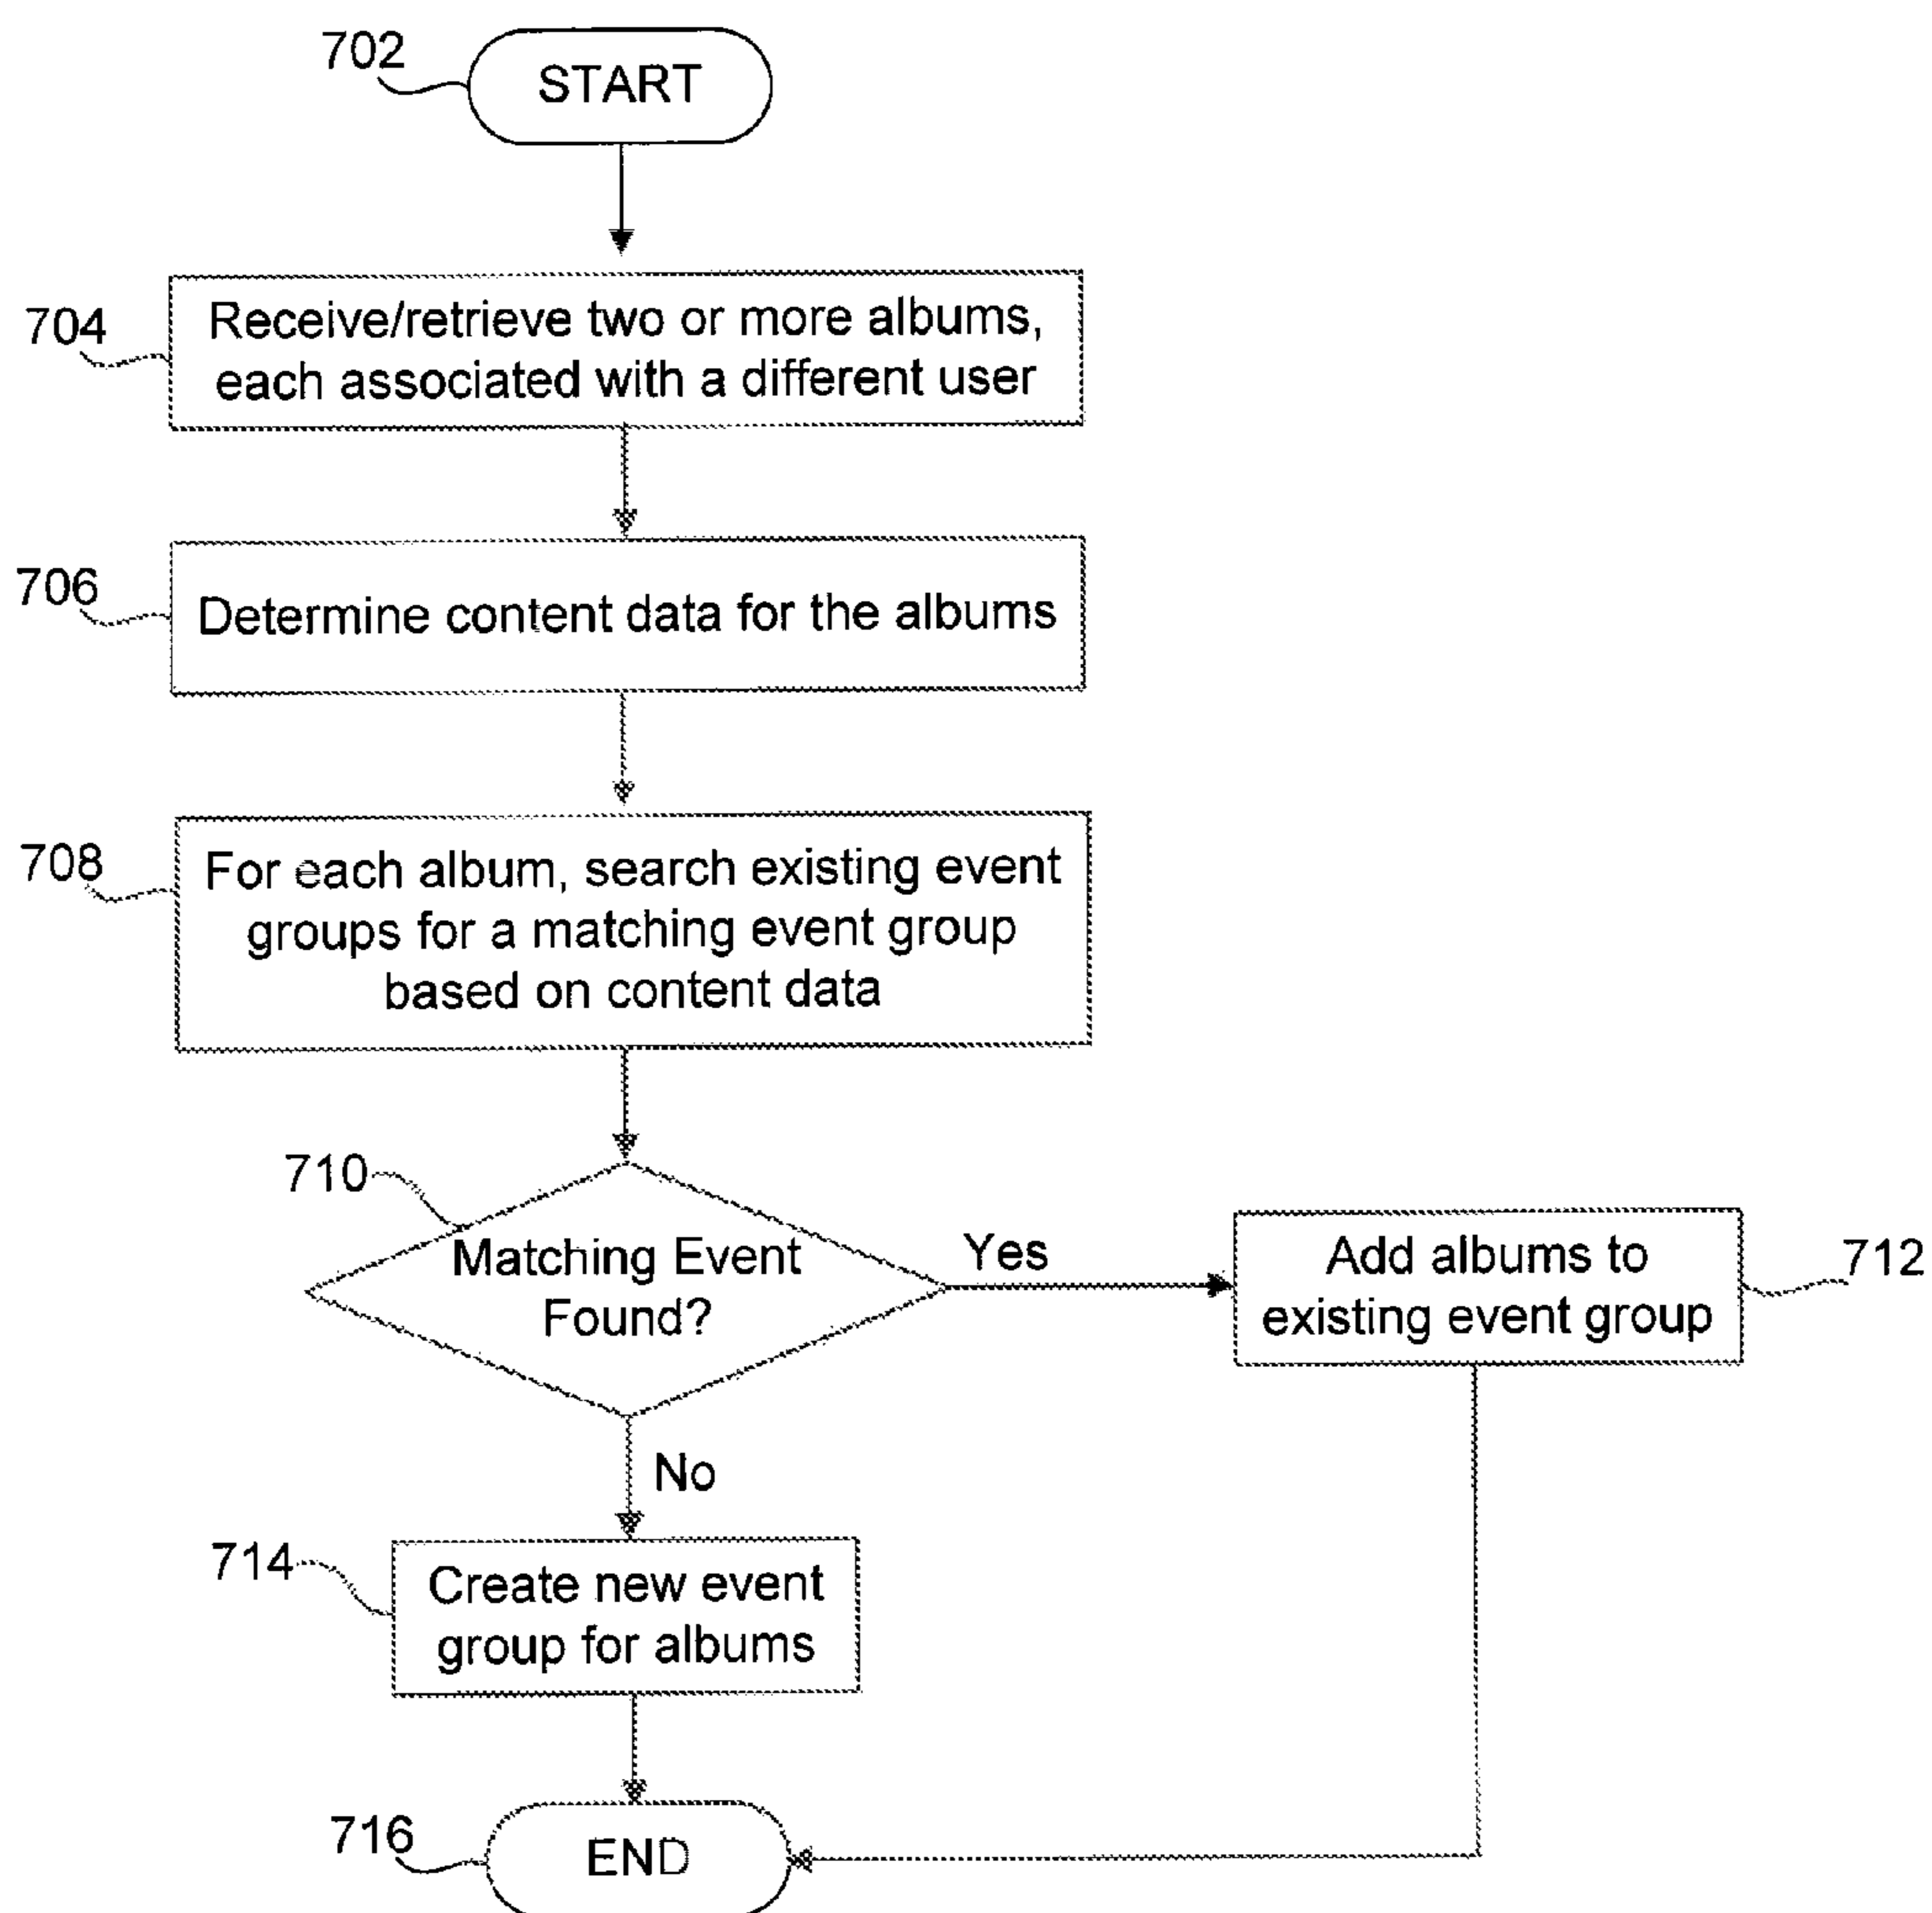 702
START
704
Receive/retrieve two or more albums,
each associated with a different user
706
Determine content data for the albums
708
For each album, search existing event
groups for a matching event group
based on content data
710
Matching Event
Found?
Yes
Add albums to
existing event group
712
No
714
Create new event
group for albums
716
END